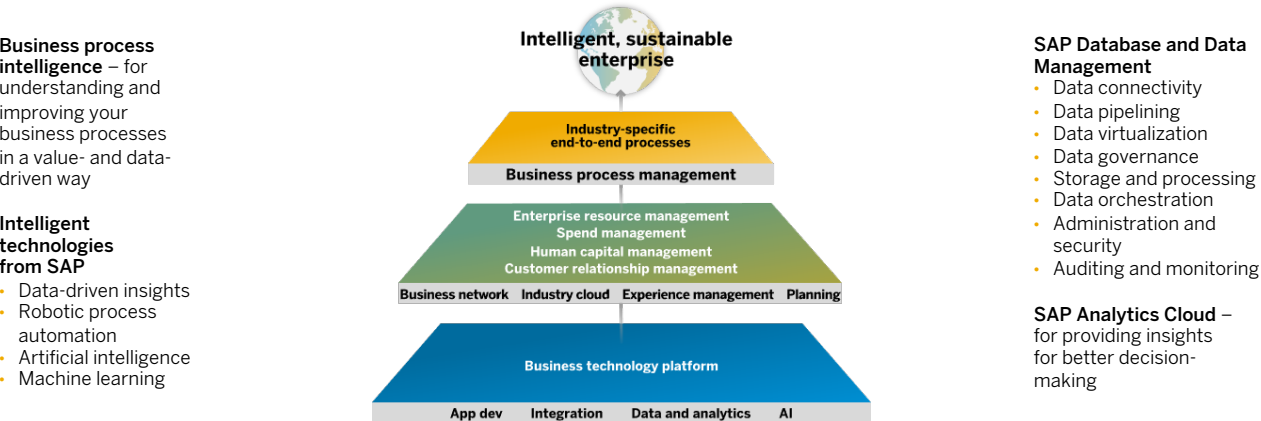 Business process
intelligence – for
understanding and
improving your
business processes
in a value- and data-
driven way
Intelligent
technologies
from SAP
• Data-driven insights
• Robotic process
automation
• Artificial intelligence
• Machine learning
Intelligent, sustainable
enterprise
Industry-specific
end-to-end processes
Business process management
Enterprise resource management
Spend management
Human capital management
Customer relationship management
Business network Industry cloud Experience management Planning
Business technology platform
App dev Integration Data and analytics AI
SAP Database and Data
Management
• Data connectivity
• Data pipelining
• Data virtualization
• Data governance
• Storage and processing
• Data orchestration
• Administration and
security
• Auditing and monitoring
SAP Analytics Cloud –
for providing insights
for better decision-
making